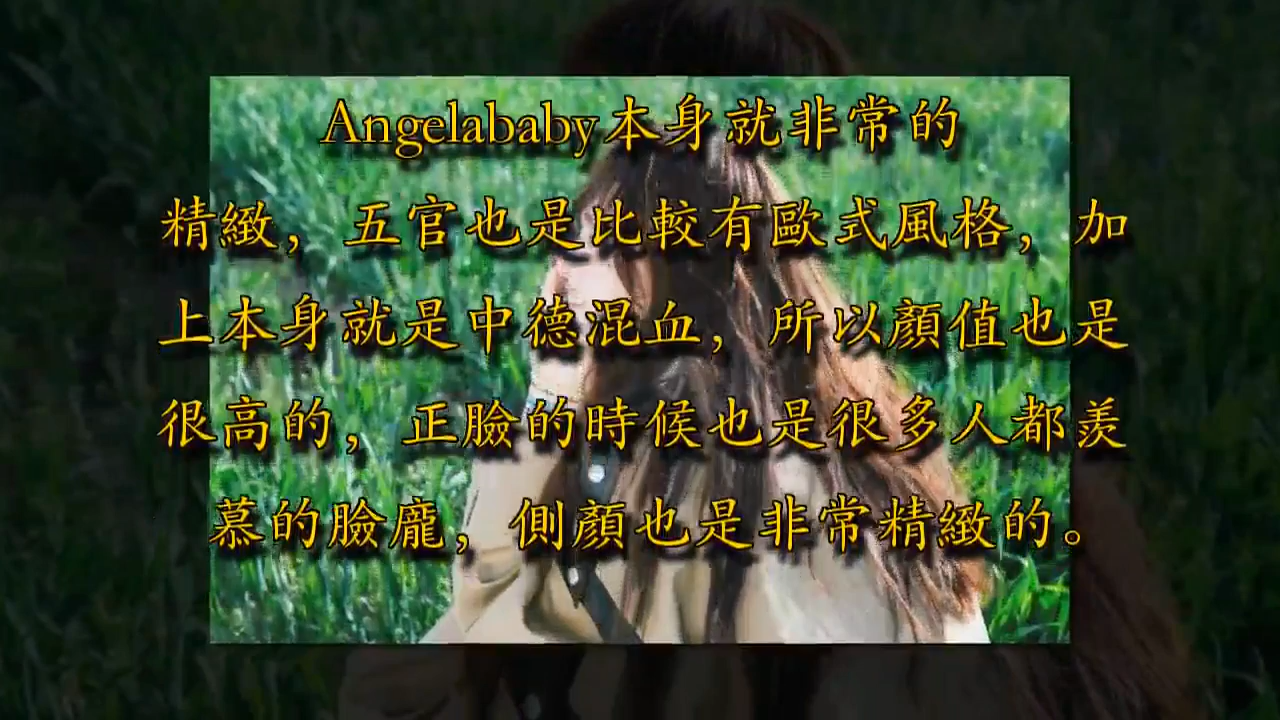 Angelababy本身就非常的
精緻，五官也是比較有歐式風格，加
上本身就是中德混血，所以顏值也是
很高的，正臉的時候也是很多人都羨
慕的臉龐，側顏也是非常精緻的。